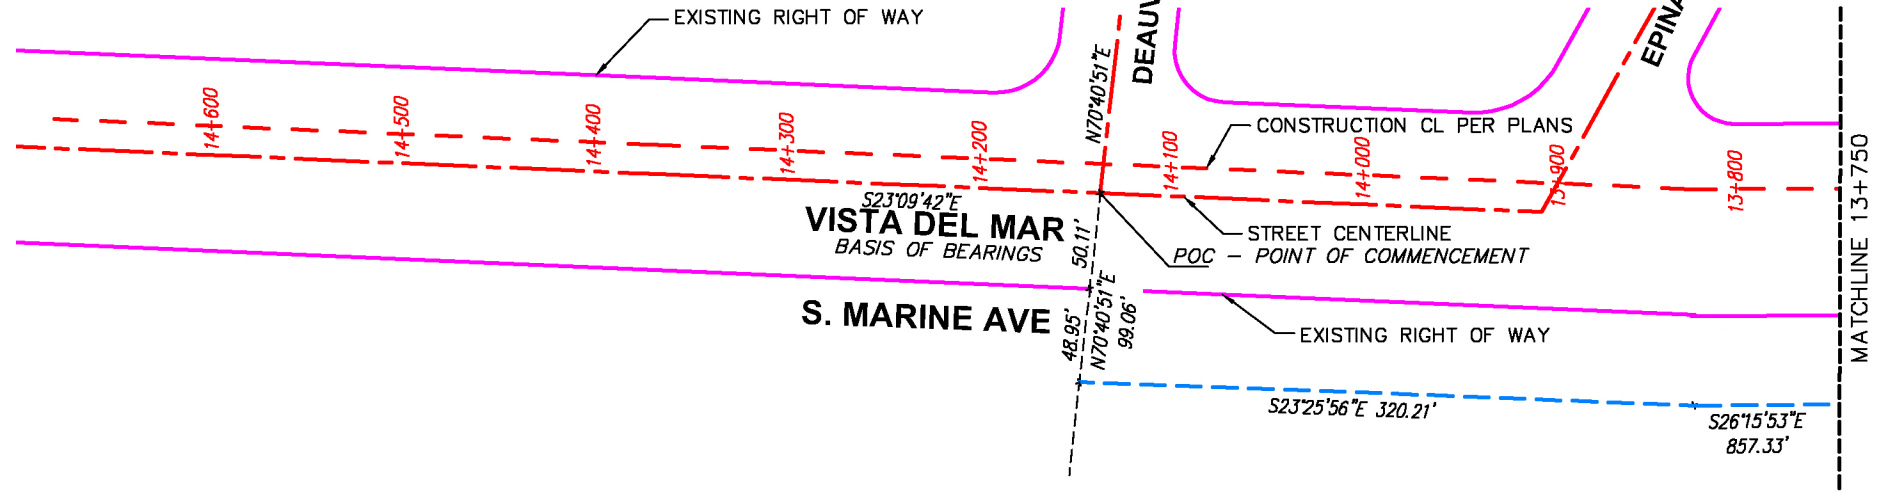 EXISTING RIGHT OF WAY
DEAUV
EPINA
N70°40'51"E
14+600
14+500
14+400
14+300
14+200
14+100
14+000
13+900
13+800
CONSTRUCTION CL PER PLANS
S23°09'42"E
VISTA DEL MAR
BASIS OF BEARINGS
50.11'
STREET CENTERLINE
POC - POINT OF COMMENCEMENT
MATCHLINE 13+750
S. MARINE AVE
48.95'
N70°40'51"E
99.06'
EXISTING RIGHT OF WAY
S23°25'56"E 320.21'
S26°15'53"E
857.33'